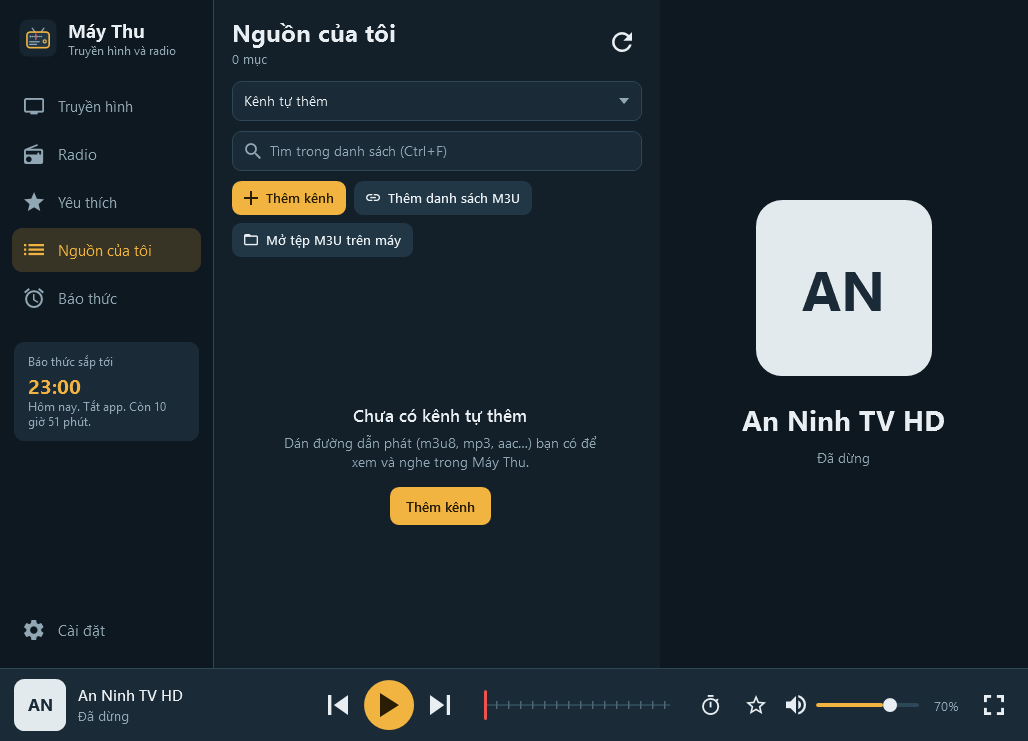 Máy Thu
Truyền hình và radio
Truyền hình
Radio
Yêu thích
Nguồn của tôi
Báo thức
Báo thức sắp tới
23:00
Hôm nay. Tắt app. Còn 10
giờ 51 phút.
Cài đặt
Nguồn của tôi
0 mục
Kênh tự thêm
Tìm trong danh sách (Ctrl+F)
Thêm kênh
Thêm danh sách M3U
Mở tệp M3U trên máy
Chưa có kênh tự thêm
Dán đường dẫn phát (m3u8, mp3, aac…) bạn có để
xem và nghe trong Máy Thu.
Thêm kênh
AN
An Ninh TV HD
Đã dừng
AN
An Ninh TV HD
Đã dừng
70%